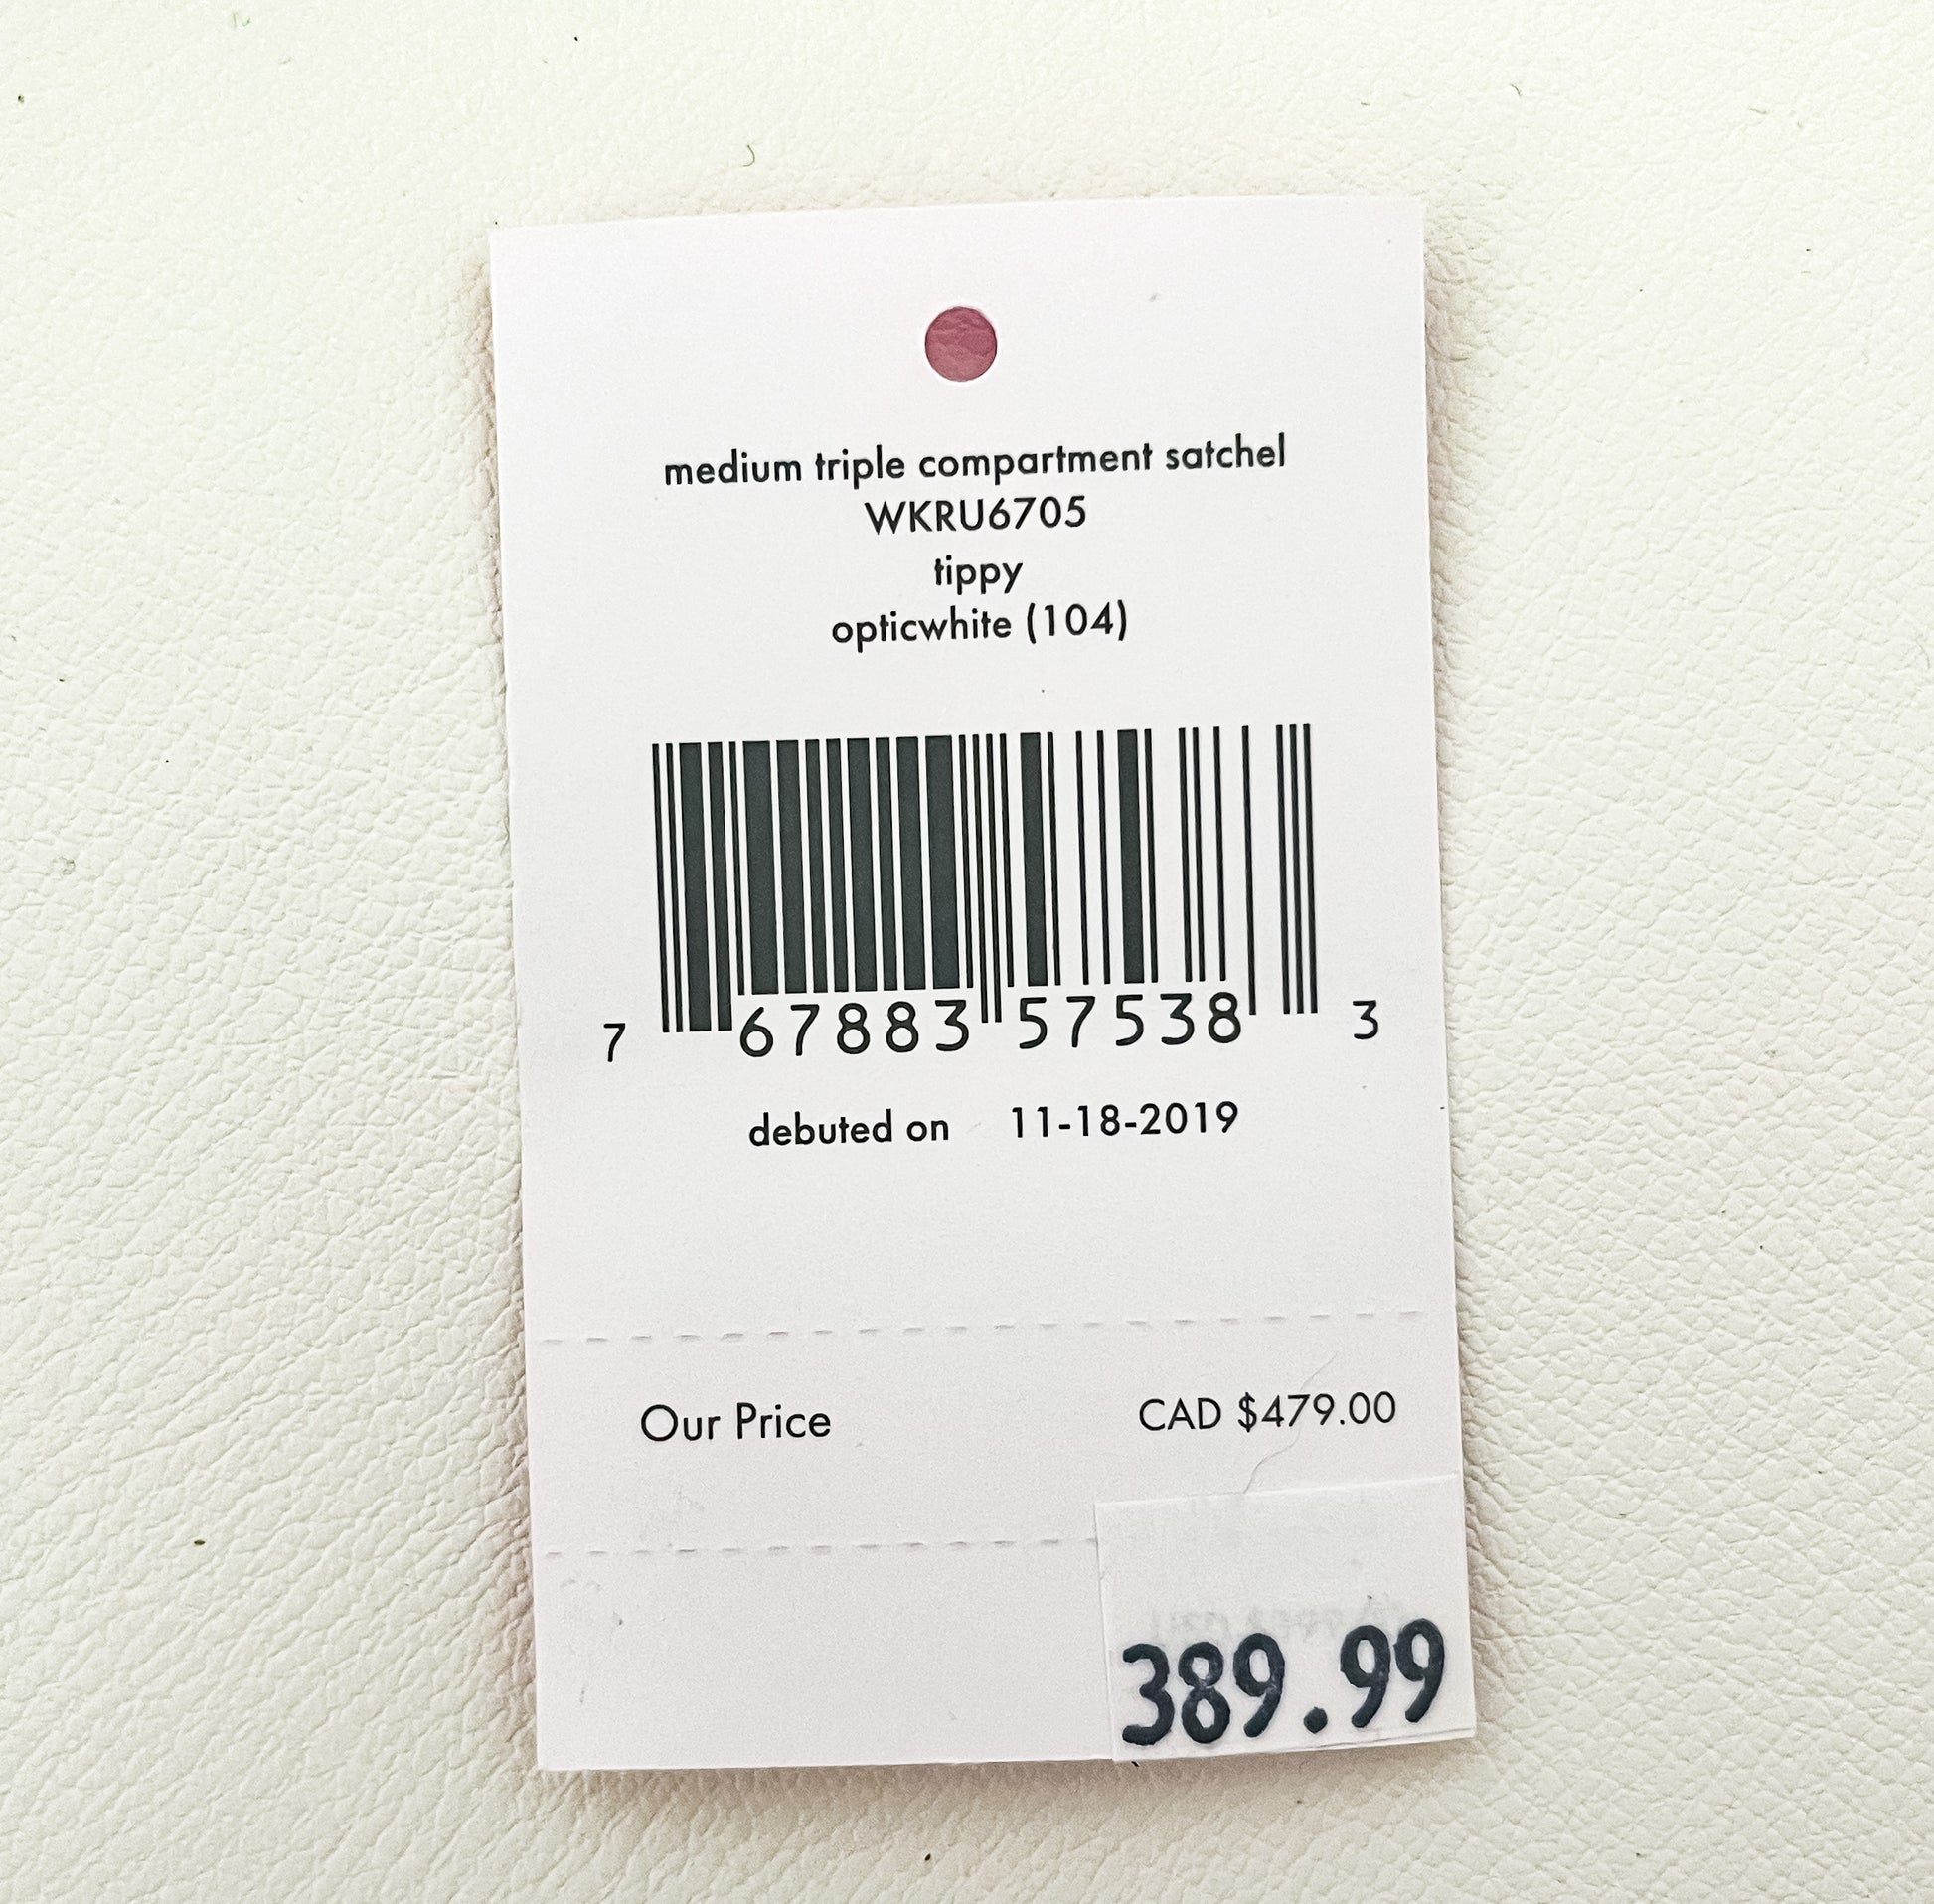 medium triple compartment satchel
WKRU6705
tippy
opticwhite (104)
7 67883 57538 3
debuted on 11-18-2019
Our Price CAD $479.00
389.99